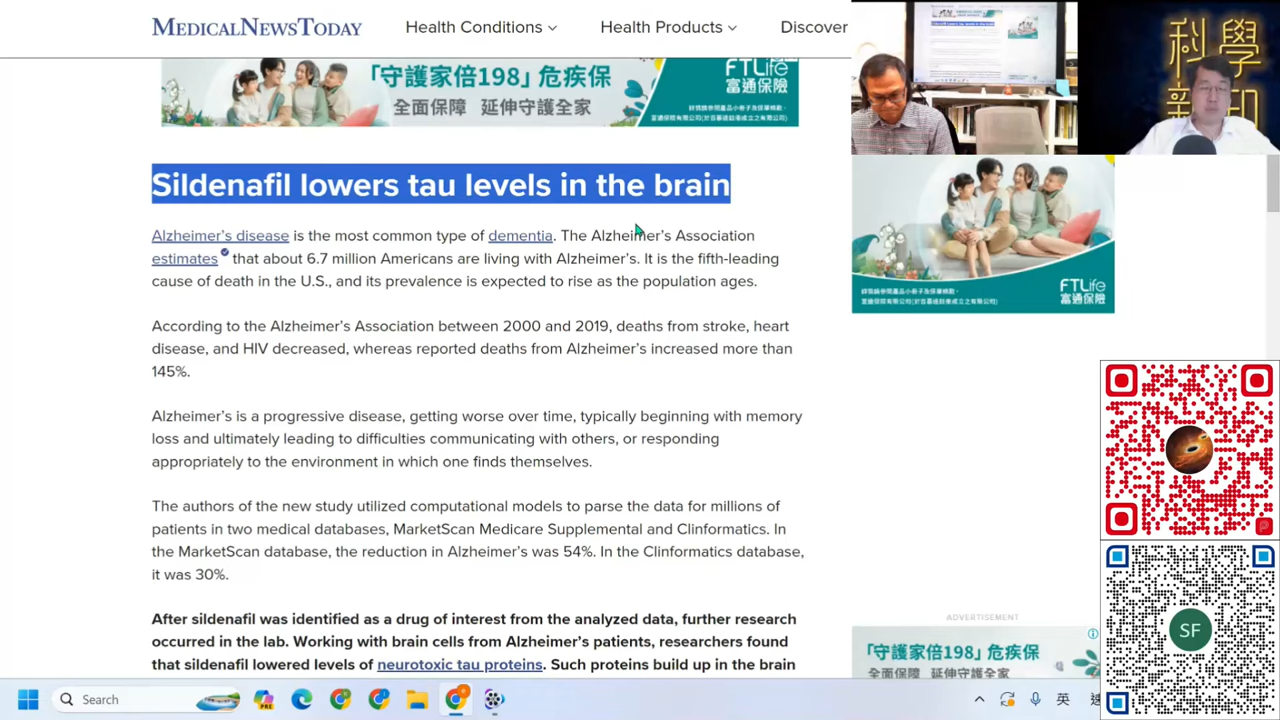 MEDICALNEWSTODAY
Health Conditions
Health Products
Discover
「守護家倍198」危疾保
全面保障 延伸守護全家
FTLife
富通保險
Sildenafil lowers tau levels in the brain
Alzheimer's disease is the most common type of dementia. The Alzheimer's Association
estimates that about 6.7 million Americans are living with Alzheimer's. It is the fifth-leading
cause of death in the U.S., and its prevalence is expected to rise as the population ages.
According to the Alzheimer's Association between 2000 and 2019, deaths from stroke, heart
disease, and HIV decreased, whereas reported deaths from Alzheimer's increased more than
145%.
Alzheimer's is a progressive disease, over time, typically beginning with memory
loss and ultimately leading to difficulties communicating with others, or responding
appropriately to the environment in which one finds themselves.
The authors of the new study utilized computational models to parse the data for millions of
patients in two medical databases, MarketScan Supplemental and Clinformatics. In
the MarketScan database, the reduction in Alzheimer's was 54%. In the Clinformatics database,
it was 30%.
After sildenafil was identified as a drug of interest from the analyzed data, further research
occurred in the lab. Working with brain cells from Alzheimer's patients, researchers found
that sildenafil lowered levels of neurotoxic tau proteins. Such proteins build up in the brain
科學
新印
FTLife
富通保險
SF
ADVERTISEMENT
「守護家倍198」危疾保
全面保障 延伸守護全家
Search
英
速